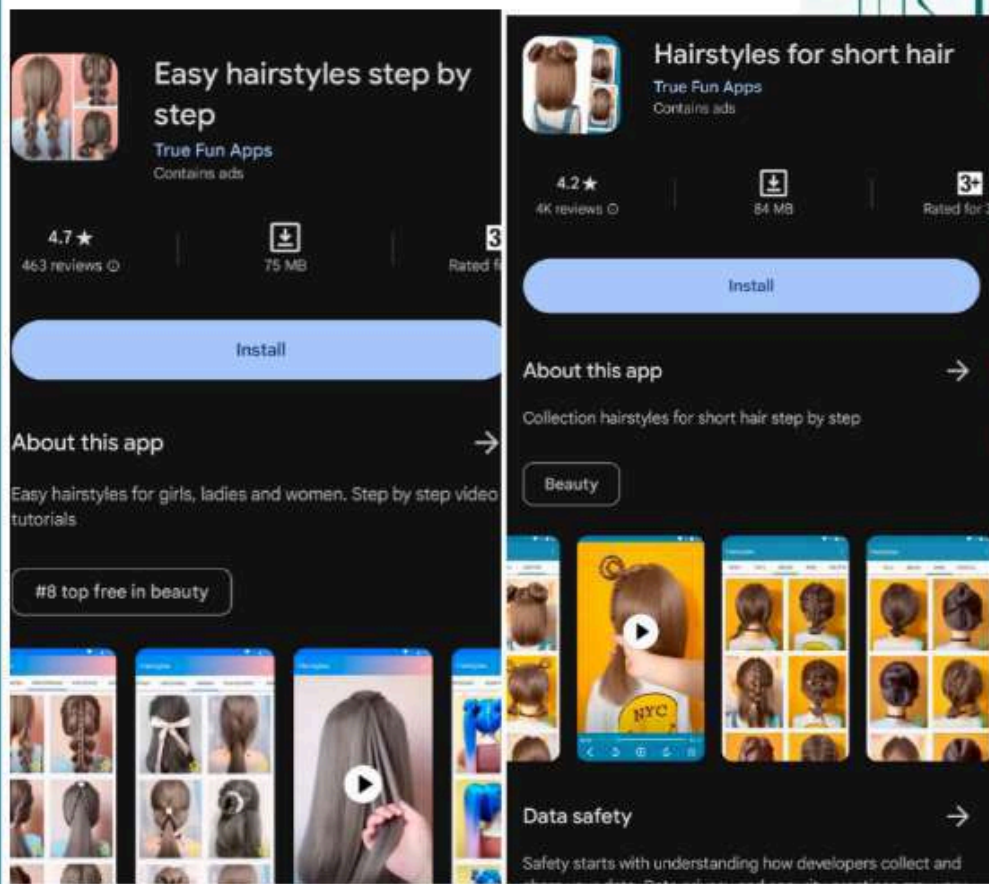 Easy hairstyles step by
step
True Fun Apps
Contains ads
4.7★
463 reviews
75 MB
3
Rated
Install
About this app
Easy hairstyles for girls, ladies and women. Step by step video
tutorials
#8 top free in beauty
Hairstyles for short hair
True Fun Apps
Contains ads
4.2★
4K reviews
84 MB
3+
Rated for
Install
About this app
Collection hairstyles for short hair step by step
Beauty
NYC
Data safety
Safety starts with understanding how developers collect and